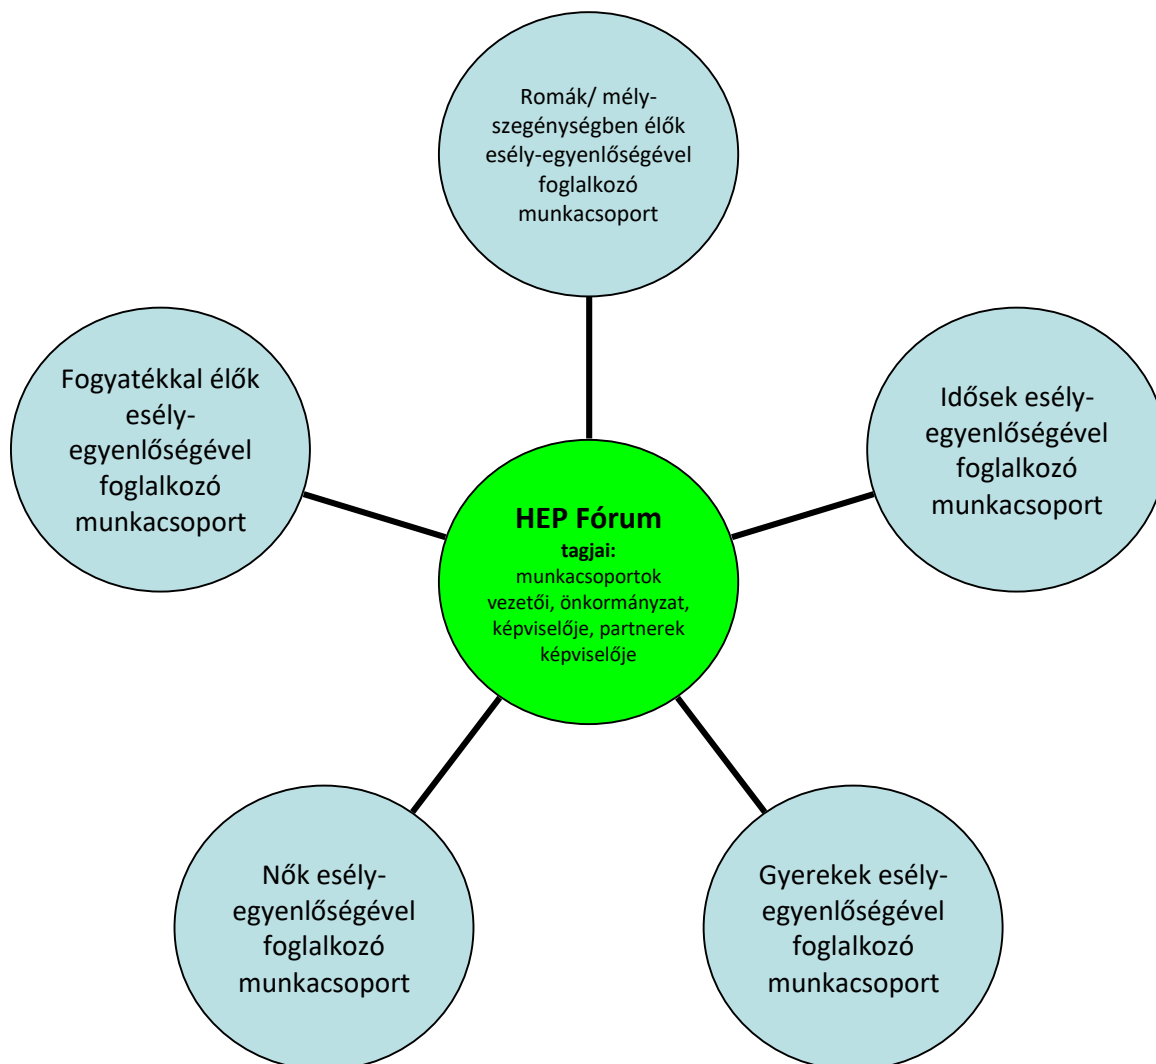 Romák/ mély-
szegénységben élők
esély-egyenlőségével
foglalkozó
munkacsoport
Fogyatékkal élők
esély-
egyenlőségével
foglalkozó
munkacsoport
Idősek esély-
egyenlőségével
foglalkozó
munkacsoport
HEP Fórum
tagjai:
munkacsoportok
vezetői, önkormányzat,
képviselője, partnerek
képviselője
Nők esély-
egyenlőségével
foglalkozó
munkacsoport
Gyerekek esély-
egyenlőségével
foglalkozó
munkacsoport